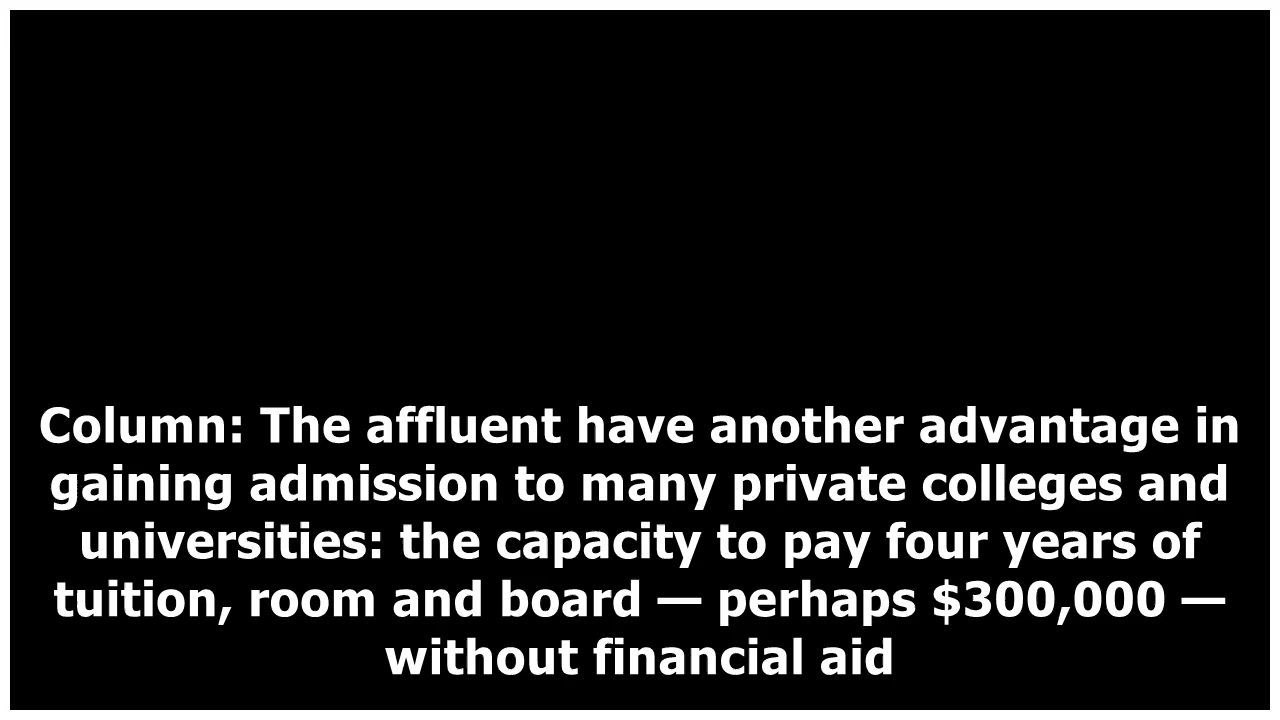 Column: The affluent have another advantage in
gaining admission to many private colleges and
universities: the capacity to pay four years of
tuition, room and board — perhaps $300,000 —
without financial aid